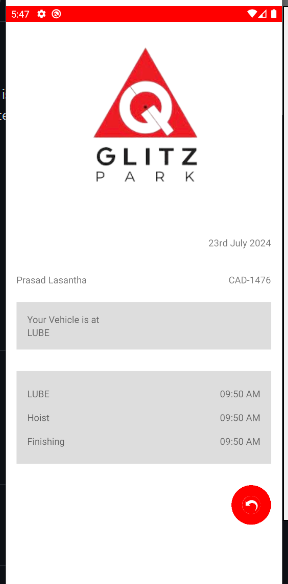 5:47
GLITZ
PARK
23rd July 2024
Prasad Lasantha CAD-1476
Your Vehicle is at
LUBE
LUBE 09:50 AM
Hoist 09:50 AM
Finishing 09:50 AM